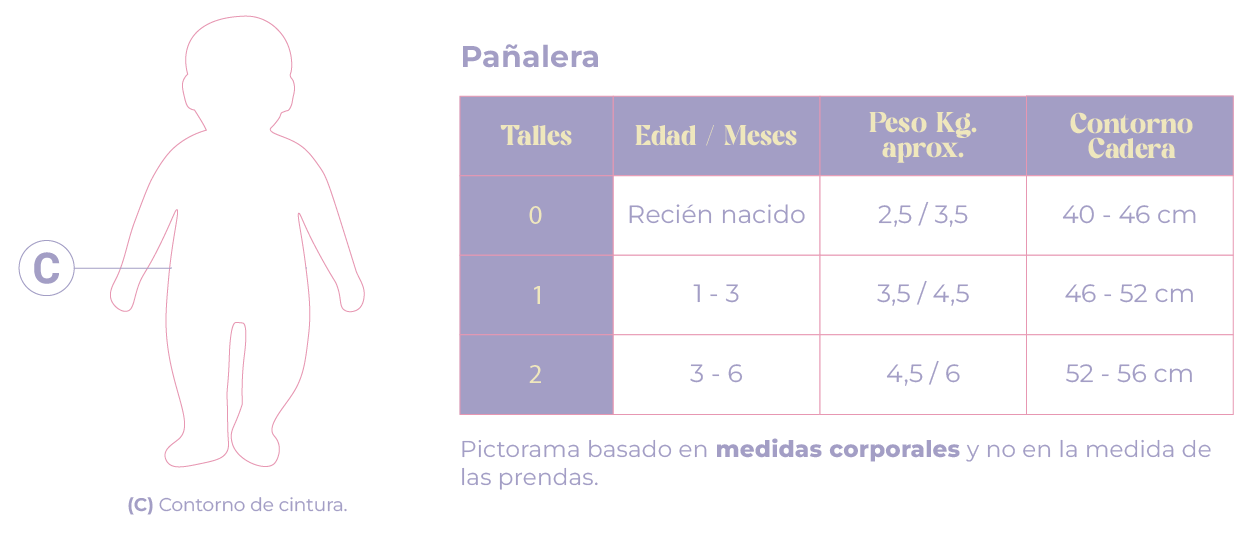 Pañalera
Talles Edad / Meses Peso Kg. aprox. Contorno Cadera
0 Recién nacido 2,5 / 3,5 40 - 46 cm
1 1 - 3 3,5 / 4,5 46 - 52 cm
2 3 - 6 4,5 / 6 52 - 56 cm
Pictorama basado en medidas corporales y no en la medida de
las prendas.
C
(C) Contorno de cintura.